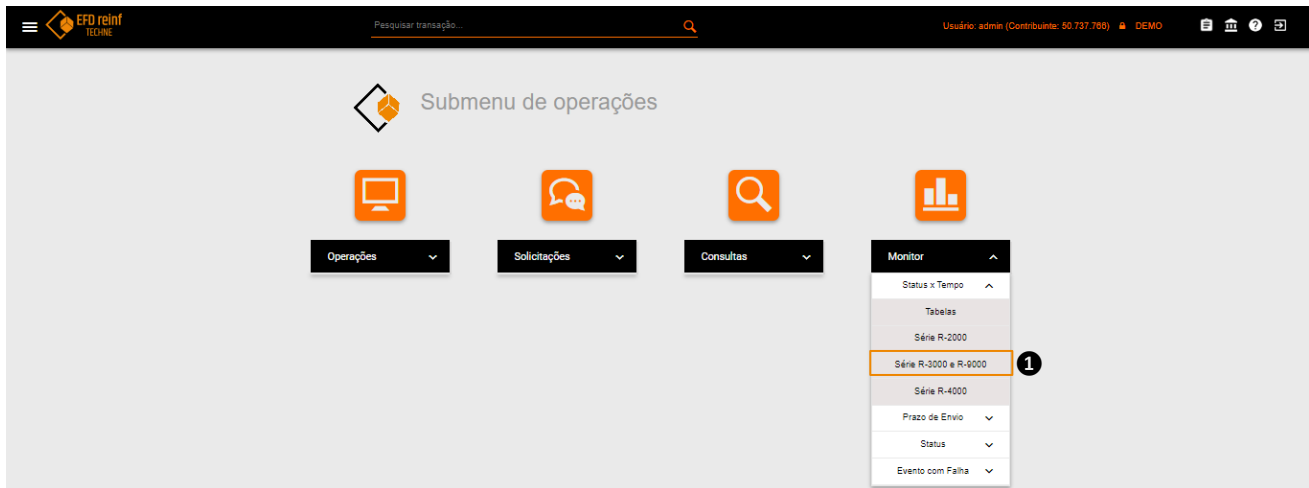 EFD reinf
TECHNE
Pesquisar transação...
Usuário: admin (Contribuinte: 50.737.766) DEMO
Submenu de operações
Operações
Solicitações
Consultas
Monitor
Status x Tempo
Tabelas
Série R-2000
Série R-3000 e R-9000
1
Série R-4000
Prazo de Envio
Status
Evento com Falha